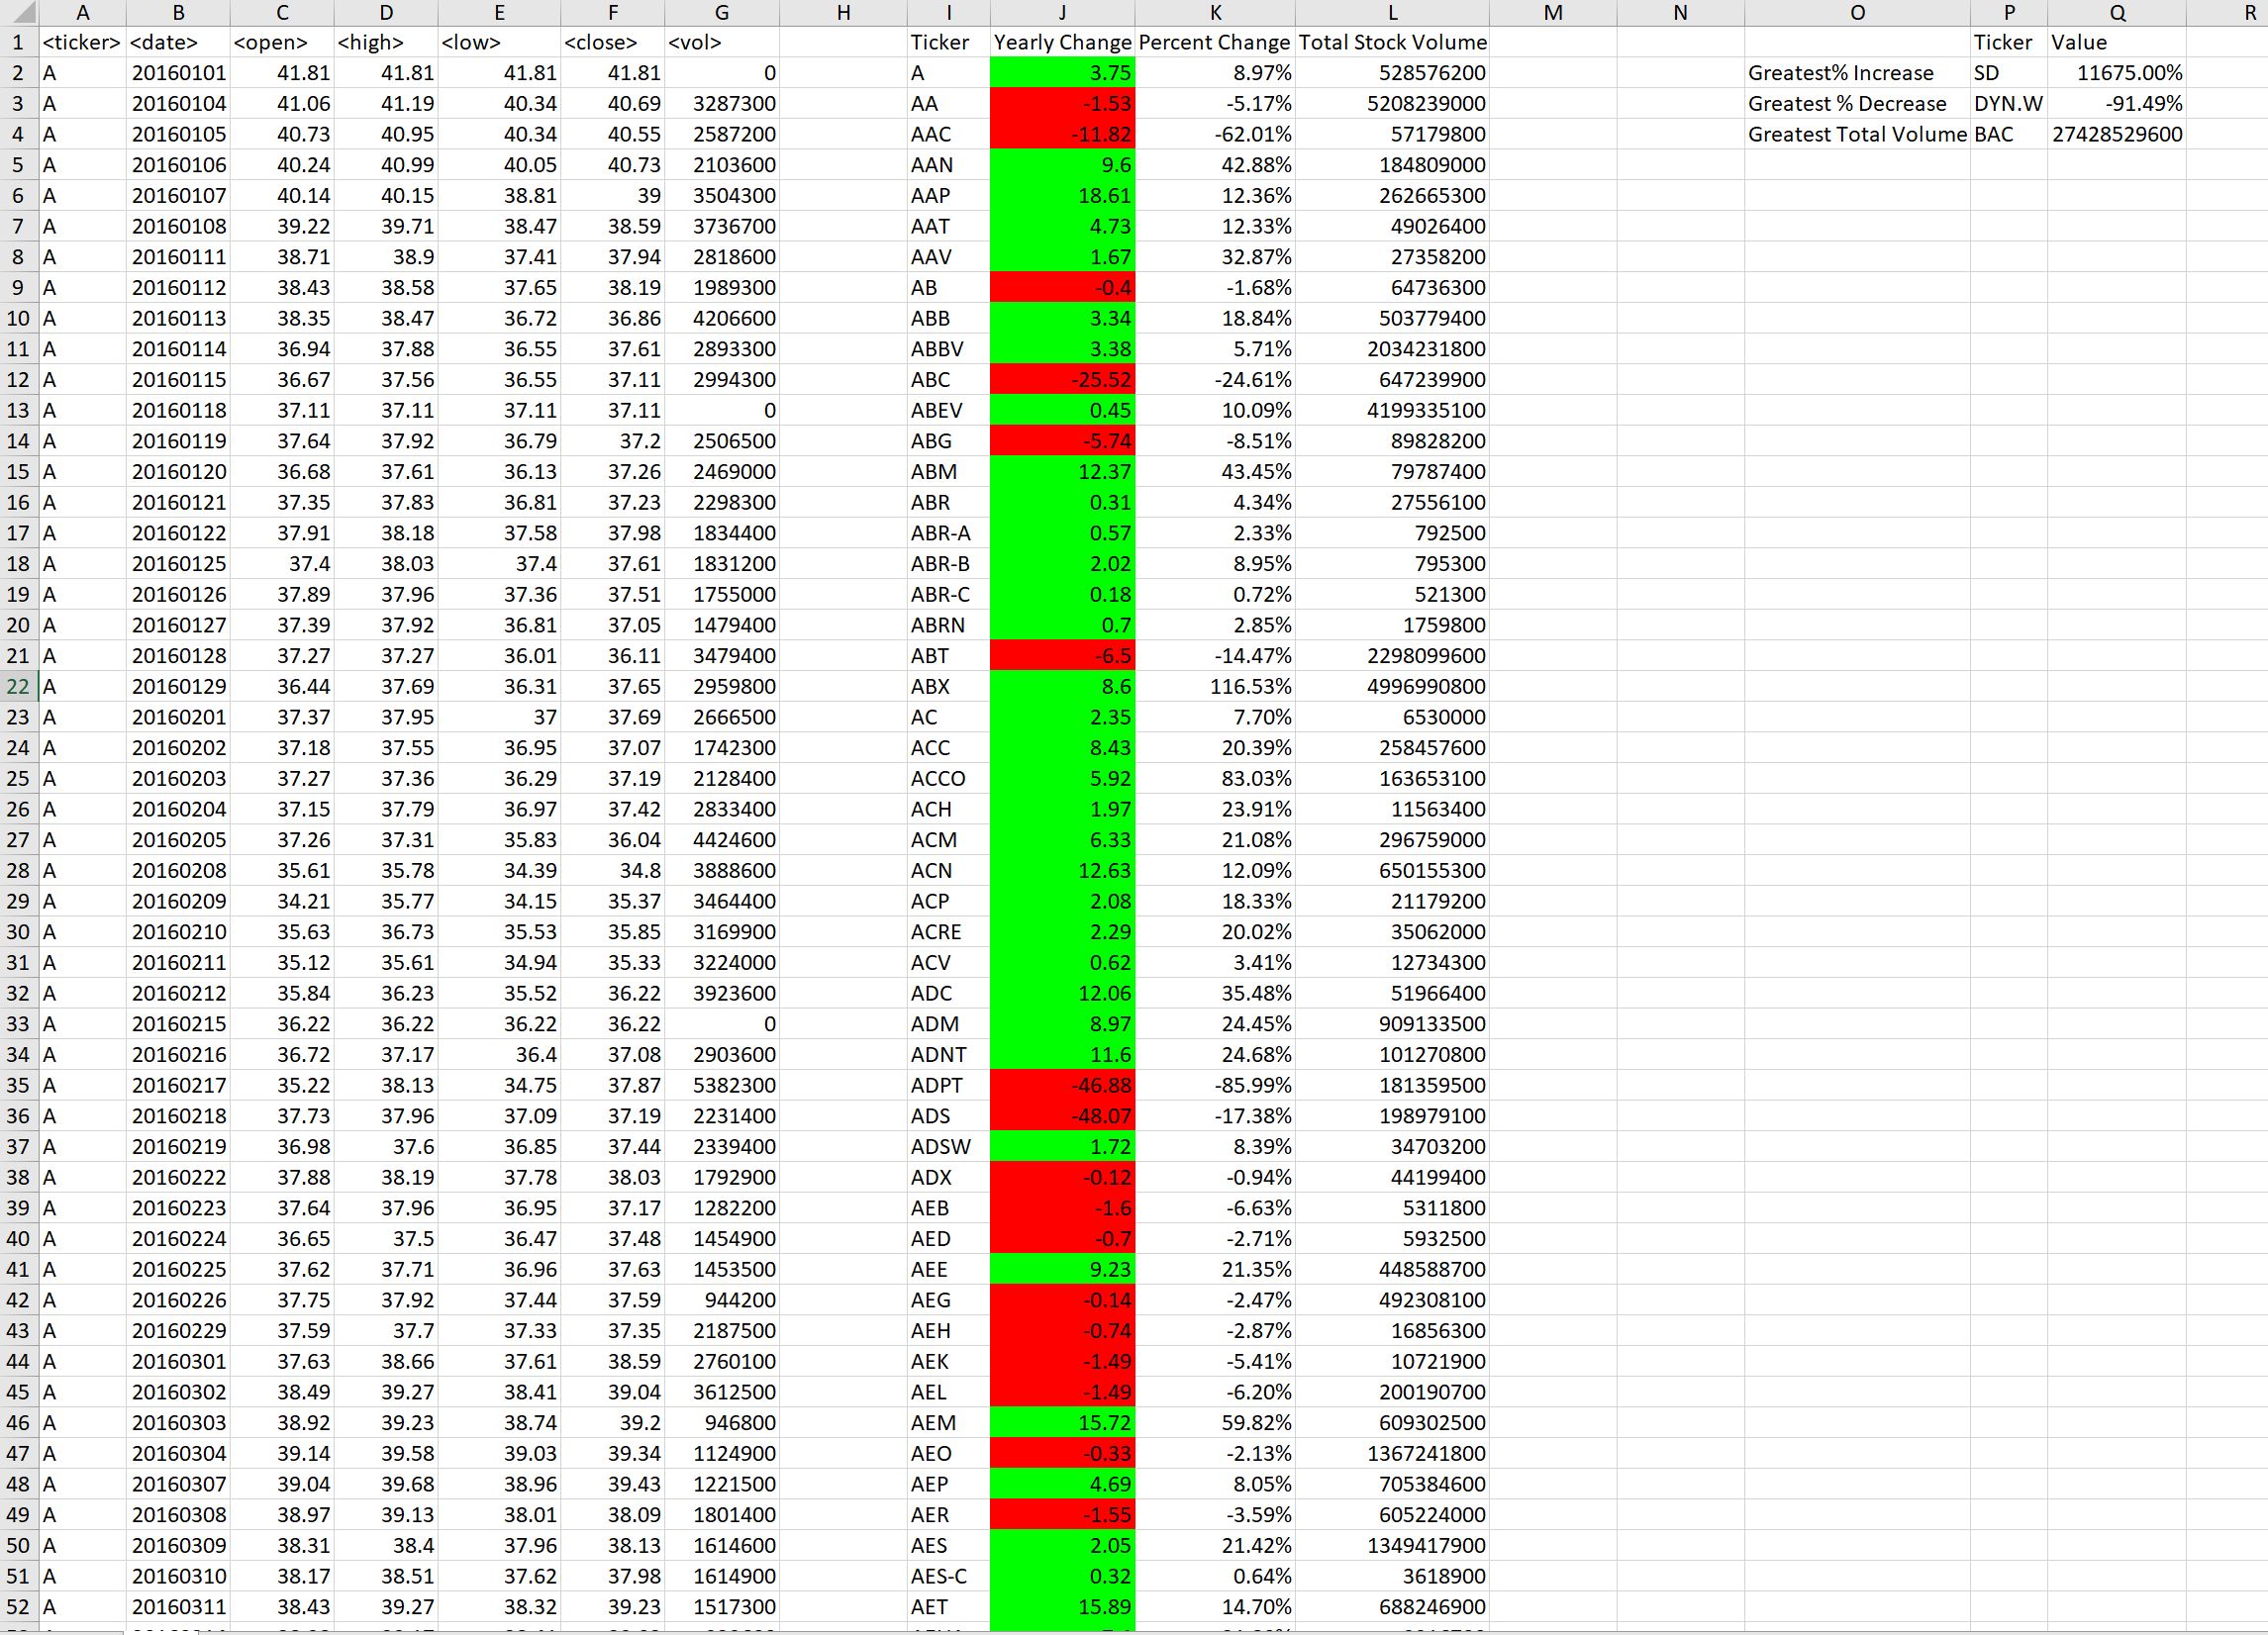 A B C D E F G H I J K L M N O P Q R
1 <ticker> <date> <open> <high> <low> <close> <vol> Ticker Yearly Change Percent Change Total Stock Volume Ticker Value
2 A 20160101 41.81 41.81 41.81 41.81 0 A 3.75 8.97% 528576200 Greatest% Increase SD 11675.00%
3 A 20160104 41.06 41.19 40.34 40.69 3287300 AA -1.53 -5.17% 5208239000 Greatest % Decrease DYN.W -91.49%
4 A 20160105 40.73 40.95 40.34 40.55 2587200 AAC -11.82 -62.01% 57179800 Greatest Total Volume BAC 27428529600
5 A 20160106 40.24 40.99 40.05 40.73 2103600 AAN 9.6 42.88% 184809000
6 A 20160107 40.14 40.15 38.81 39 3504300 AAP 18.61 12.36% 262665300
7 A 20160108 39.22 39.71 38.47 38.59 3736700 AAT 4.73 12.33% 49026400
8 A 20160111 38.71 38.9 37.41 37.94 2818600 AAV 1.67 32.87% 27358200
9 A 20160112 38.43 38.58 37.65 38.19 1989300 AB -0.4 -1.68% 64736300
10 A 20160113 38.35 38.47 36.72 36.86 4206600 ABB 3.34 18.84% 503779400
11 A 20160114 36.94 37.88 36.55 37.61 2893300 ABBV 3.38 5.71% 2034231800
12 A 20160115 36.67 37.56 36.55 37.11 2994300 ABC -25.52 -24.61% 647239900
13 A 20160118 37.11 37.11 37.11 37.11 0 ABEV 0.45 10.09% 4199335100
14 A 20160119 37.64 37.92 36.79 37.2 2506500 ABG -5.74 -8.51% 89828200
15 A 20160120 36.68 37.61 36.13 37.26 2469000 ABM 12.37 43.45% 79787400
16 A 20160121 37.35 37.83 36.81 37.23 2298300 ABR 0.31 4.34% 27556100
17 A 20160122 37.91 38.18 37.58 37.98 1834400 ABR-A 0.57 2.33% 792500
18 A 20160125 37.4 38.03 37.4 37.61 1831200 ABR-B 2.02 8.95% 795300
19 A 20160126 37.89 37.96 37.36 37.51 1755000 ABR-C 0.18 0.72% 521300
20 A 20160127 37.39 37.92 36.81 37.05 1479400 ABRN 0.7 2.85% 1759800
21 A 20160128 37.27 37.27 36.01 36.11 3479400 ABT -6.5 -14.47% 2298099600
22 A 20160129 36.44 37.69 36.31 37.65 2959800 ABX 8.6 116.53% 4996990800
23 A 20160201 37.37 37.95 37 37.69 2666500 AC 2.35 7.70% 6530000
24 A 20160202 37.18 37.55 36.95 37.07 1742300 ACC 8.43 20.39% 258457600
25 A 20160203 37.27 37.36 36.29 37.19 2128400 ACCO 5.92 83.03% 163653100
26 A 20160204 37.15 37.79 36.97 37.42 2833400 ACH 1.97 23.91% 11563400
27 A 20160205 37.26 37.31 35.83 36.04 4424600 ACM 6.33 21.08% 296759000
28 A 20160208 35.61 35.78 34.39 34.8 3888600 ACN 12.63 12.09% 650155300
29 A 20160209 34.21 35.77 34.15 35.37 3464400 ACP 2.08 18.33% 21179200
30 A 20160210 35.63 36.73 35.53 35.85 3169900 ACRE 2.29 20.02% 35062000
31 A 20160211 35.12 35.61 34.94 35.33 3224000 ACV 0.62 3.41% 12734300
32 A 20160212 35.84 36.23 35.52 36.22 3923600 ADC 12.06 35.48% 51966400
33 A 20160215 36.22 36.22 36.22 36.22 0 ADM 8.97 24.45% 909133500
34 A 20160216 36.72 37.17 36.4 37.08 2903600 ADNT 11.6 24.68% 101270800
35 A 20160217 35.22 38.13 34.75 37.87 5382300 ADPT -46.88 -85.99% 181359500
36 A 20160218 37.73 37.96 37.09 37.19 2231400 ADS -48.07 -17.38% 198979100
37 A 20160219 36.98 37.6 36.85 37.44 2339400 ADSW 1.72 8.39% 34703200
38 A 20160222 37.88 38.19 37.78 38.03 1792900 ADX -0.12 -0.94% 44199400
39 A 20160223 37.64 37.96 36.95 37.17 1282200 AEB -1.6 -6.63% 5311800
40 A 20160224 36.65 37.5 36.47 37.48 1454900 AED -0.7 -2.71% 5932500
41 A 20160225 37.62 37.71 36.96 37.63 1453500 AEE 9.23 21.35% 448588700
42 A 20160226 37.75 37.92 37.44 37.59 944200 AEG -0.14 -2.47% 492308100
43 A 20160229 37.59 37.7 37.33 37.35 2187500 AEH -0.74 -2.87% 16856300
44 A 20160301 37.63 38.66 37.61 38.59 2760100 AEK -1.49 -5.41% 10721900
45 A 20160302 38.49 39.27 38.41 39.04 3612500 AEL -1.49 -6.20% 200190700
46 A 20160303 38.92 39.23 38.74 39.2 946800 AEM 15.72 59.82% 609302500
47 A 20160304 39.14 39.58 39.03 39.34 1124900 AEO -0.33 -2.13% 1367241800
48 A 20160307 39.04 39.68 38.96 39.43 1221500 AEP 4.69 8.05% 705384600
49 A 20160308 38.97 39.13 38.01 38.09 1801400 AER -1.55 -3.59% 605224000
50 A 20160309 38.31 38.4 37.96 38.13 1614600 AES 2.05 21.42% 1349417900
51 A 20160310 38.17 38.51 37.62 37.98 1614900 AES-C 0.32 0.64% 3618900
52 A 20160311 38.43 39.27 38.32 39.23 1517300 AET 15.89 14.70% 688246900